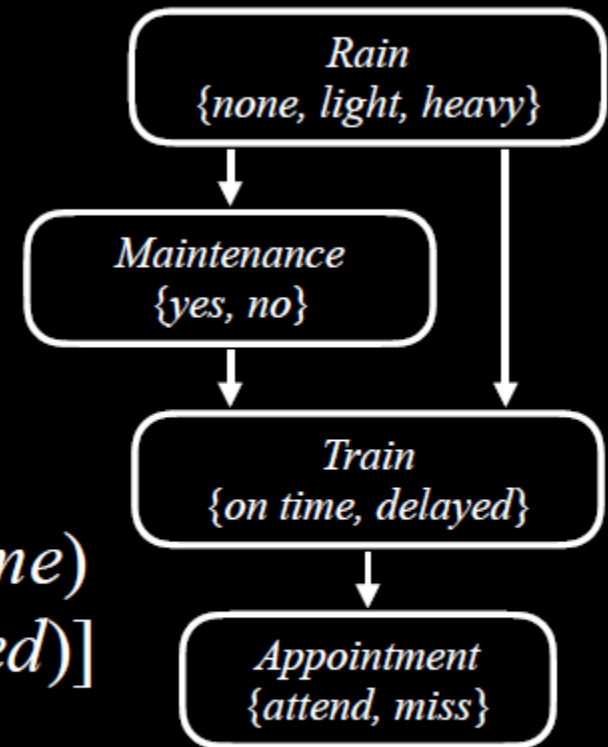 Rain
{none, light, heavy}
Maintenance
{yes, no}
Train
{on time, delayed}
Appointment
{attend, miss}